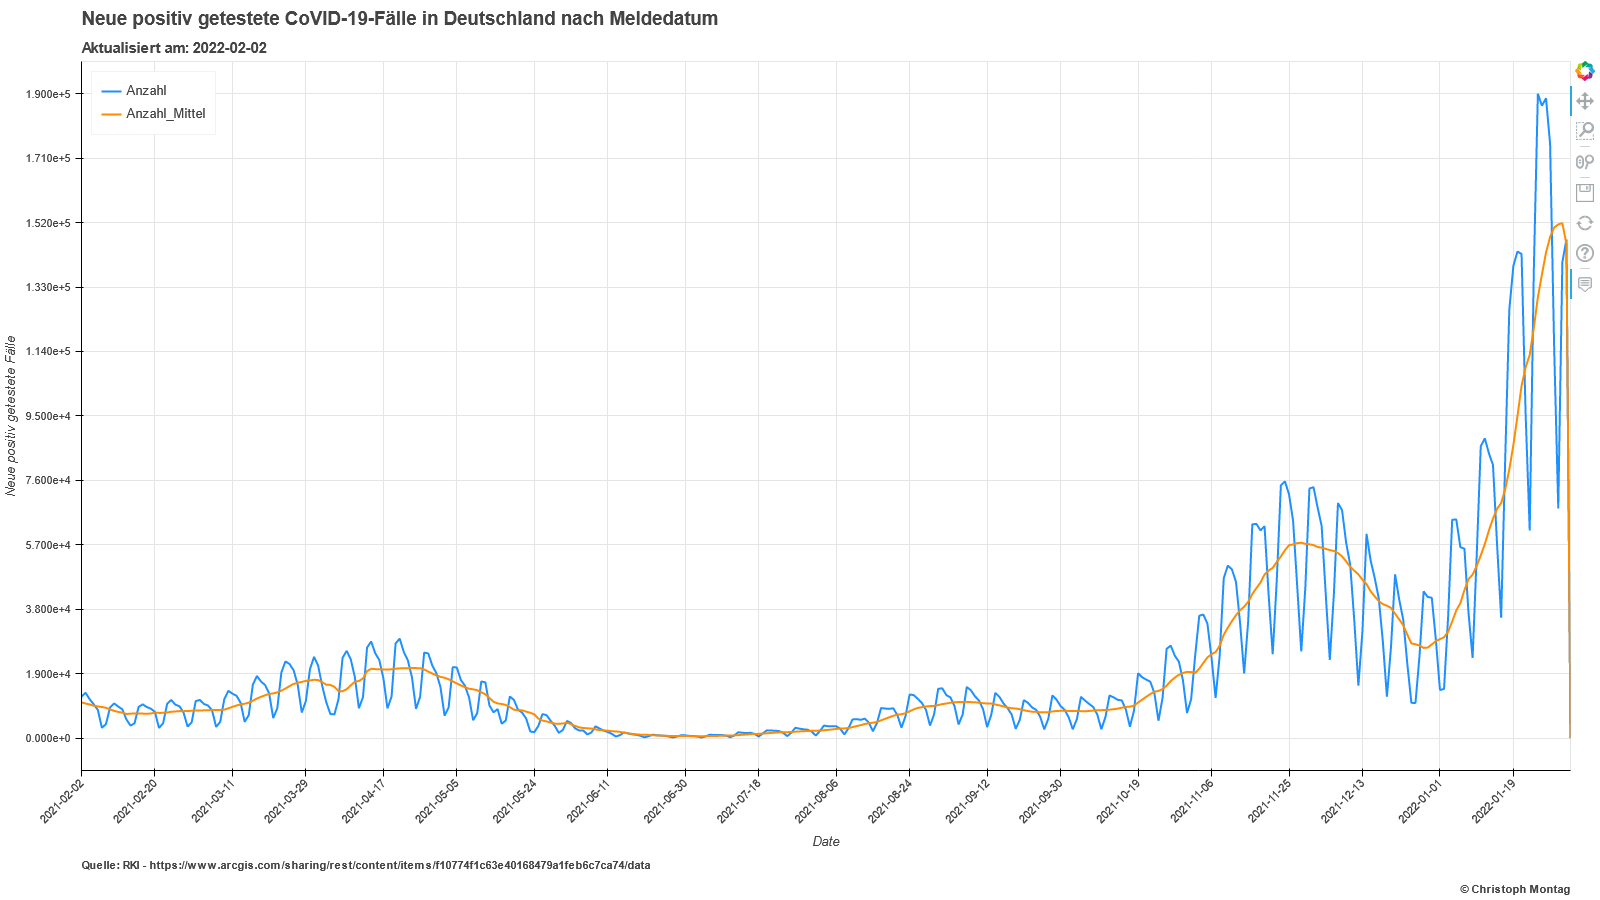 Neue positiv getestete CoVID-19-Fälle in Deutschland nach Meldedatum
Aktualisiert am: 2022-02-02
Anzahl
Anzahl_Mittel
1.900e+5
1.710e+5
1.520e+5
1.330e+5
1.140e+5
9.500e+4
7.600e+4
5.700e+4
3.800e+4
1.900e+4
0.000e+0
Neue positiv getestete Fälle
2021-02-02
2021-02-20
2021-03-11
2021-03-29
2021-04-17
2021-05-05
2021-05-24
2021-06-11
2021-06-30
2021-07-18
2021-08-06
2021-08-24
2021-09-12
2021-09-30
2021-10-19
2021-11-06
2021-11-25
2021-12-13
2022-01-01
2022-01-19
Date
Quelle: RKI - https://www.arcgis.com/sharing/rest/content/items/f10774f1c63e40168479a1feb6c7ca74/data
© Christoph Montag